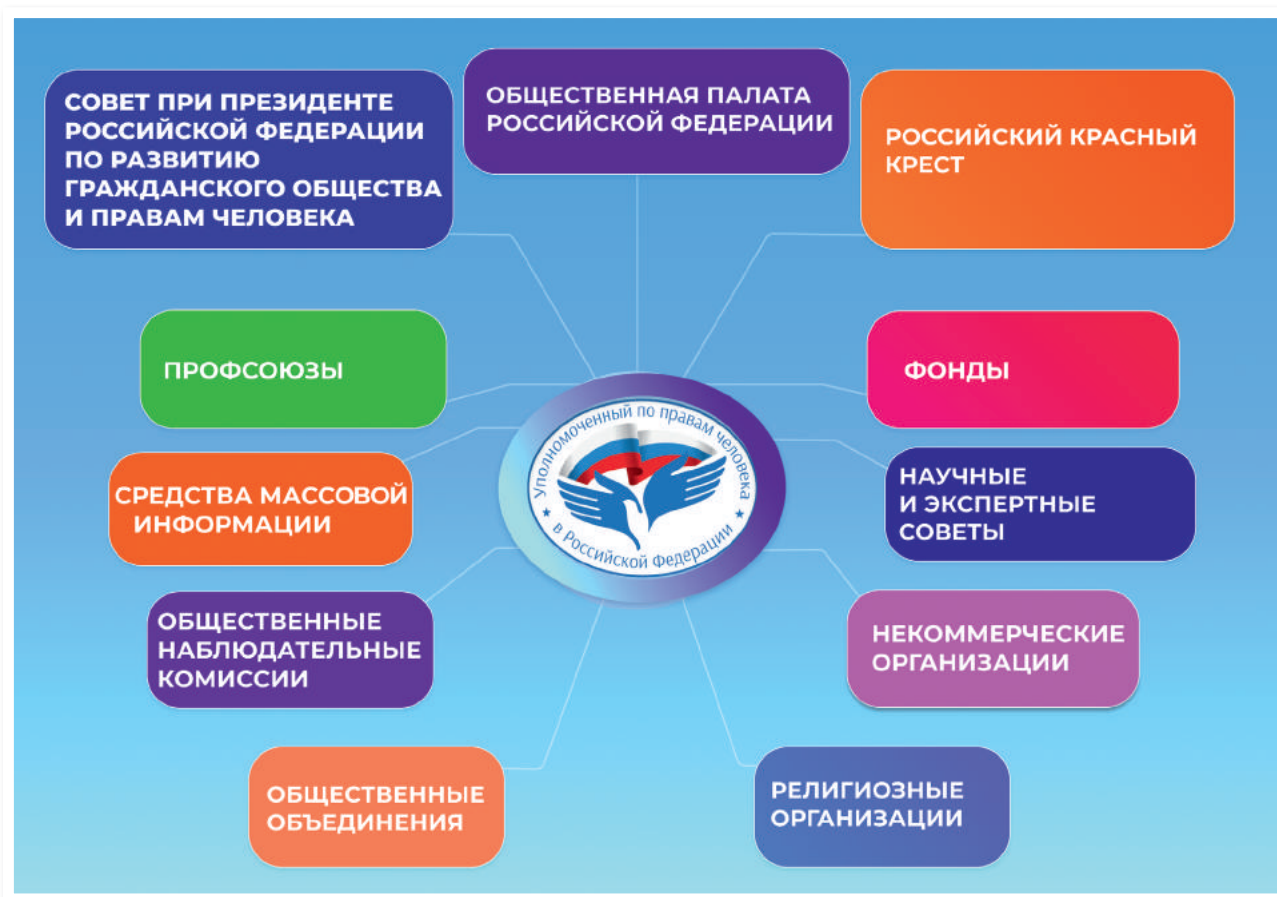 СОВЕТ ПРИ ПРЕЗИДЕНТЕ
РОССИЙСКОЙ ФЕДЕРАЦИИ
ПО РАЗВИТИЮ
ГРАЖДАНСКОГО ОБЩЕСТВА
И ПРАВАМ ЧЕЛОВЕКА
ОБЩЕСТВЕННАЯ ПАЛАТА
РОССИЙСКОЙ ФЕДЕРАЦИИ
РОССИЙСКИЙ КРАСНЫЙ
КРЕСТ
ПРОФСОЮЗЫ
ФОНДЫ
Уполномоченный по правам человека
в Российской Федерации
СРЕДСТВА МАССОВОЙ
ИНФОРМАЦИИ
НАУЧНЫЕ
И ЭКСПЕРТНЫЕ
СОВЕТЫ
ОБЩЕСТВЕННЫЕ
НАБЛЮДАТЕЛЬНЫЕ
КОМИССИИ
НЕКОММЕРЧЕСКИЕ
ОРГАНИЗАЦИИ
ОБЩЕСТВЕННЫЕ
ОБЪЕДИНЕНИЯ
РЕЛИГИОЗНЫЕ
ОРГАНИЗАЦИИ